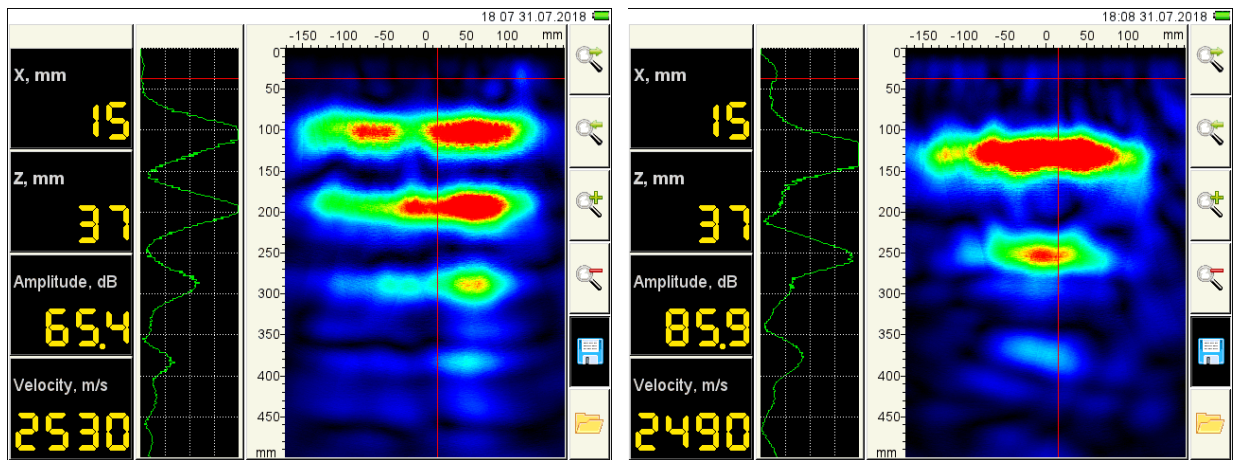 18 07 31.07.2018
-150 -100 -50 0 50 100 mm
X, mm
15
Z, mm
37
Amplitude, dB
65.4
Velocity, m/s
2530
0
50
100
150
200
250
300
350
400
450
mm
18:08 31.07.2018
-150 -100 -50 0 50 100 mm
X, mm
15
Z, mm
37
Amplitude, dB
85.9
Velocity, m/s
2490
0
50
100
150
200
250
300
350
400
450
mm